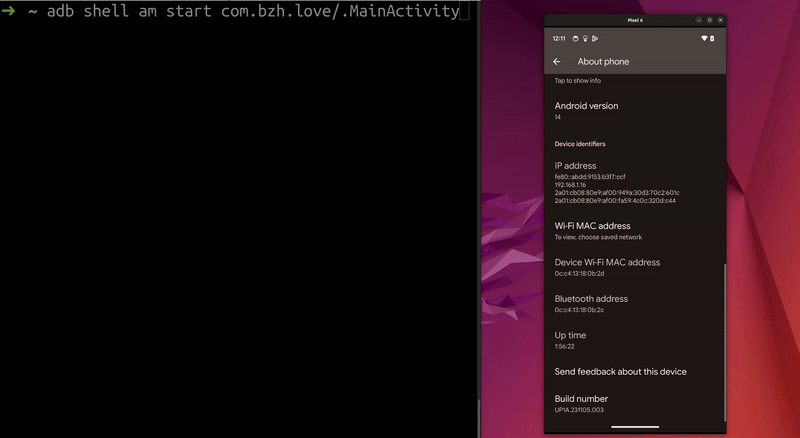 ➜ ~ adb shell am start com.bzh.love/.MainActivity
Pixel 6
12:11
About phone
Tap to show info
Android version
14
Device identifiers
IP address
fe80::abdd:9153:b3f7:ccf
192.168.1.16
2a01:cb08:80e9:af00:949a:30d3:70c2:601c
2a01:cb08:80e9:af00:fa59:4c0c:320d:c44
Wi-Fi MAC address
To view, choose saved network
Device Wi-Fi MAC address
0c:c4:13:18:0b:2d
Bluetooth address
0c:c4:13:18:0b:2c
Up time
1:56:22
Send feedback about this device
Build number
UP1A.231105.003